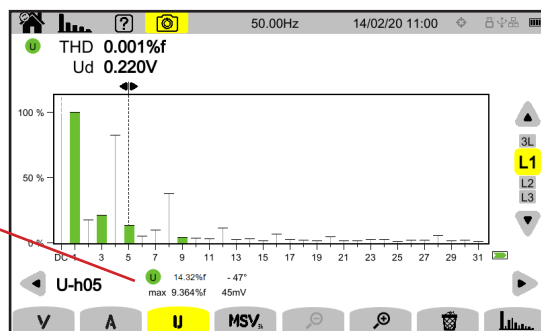 ? 50.00Hz 14/02/20 11:00
U THD 0.001%f
Ud 0.220V
100 %
50 %
0 %
DC 1 3 5 7 9 11 13 15 17 19 21 23 25 27 29 31
3L
L1
L2
L3
U-h05 U 14.32%f - 47°
max 9.364%f 45mV
V A U MSV